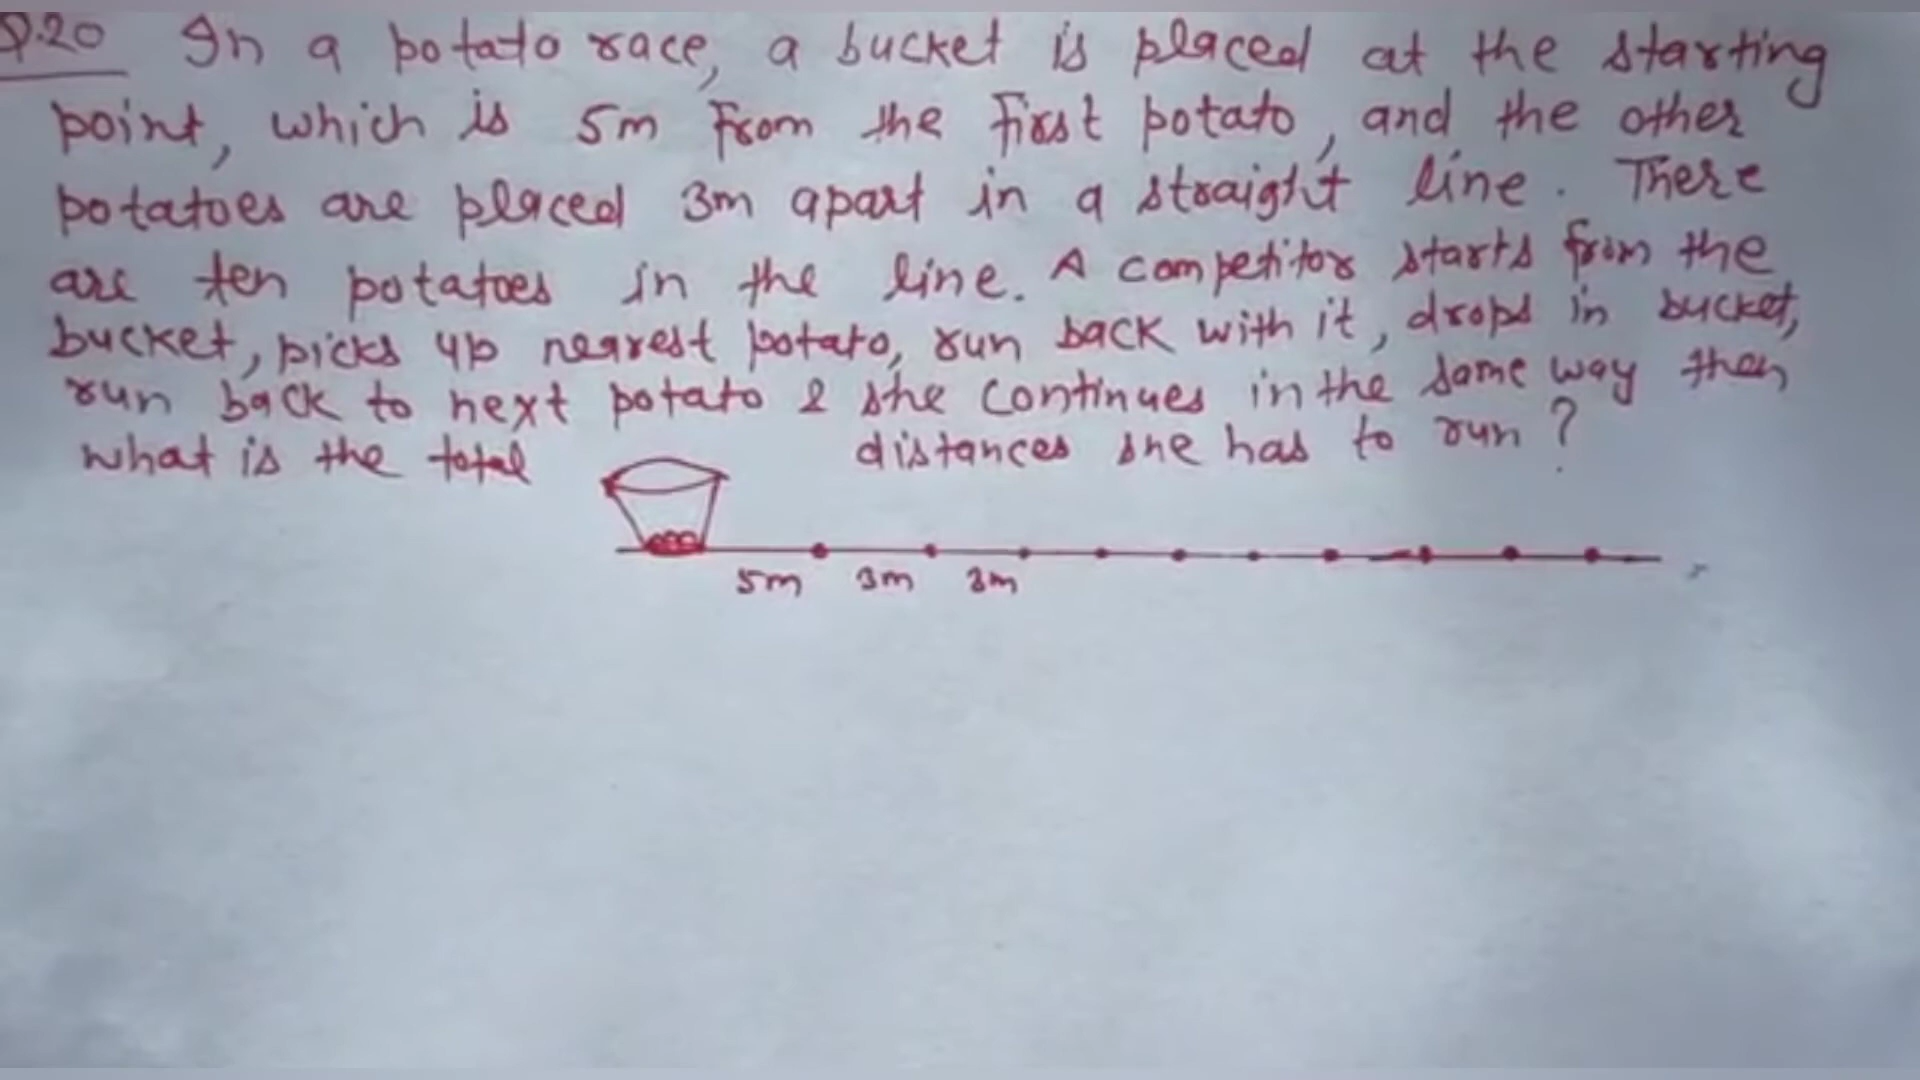 Q.20 In a potato race, a bucket is placed at the starting
point, which is 5m from the first potato, and the other
potatoes are placed 3m apart in a straight line. There
are ten potatoes in the line. A competitor starts from the
bucket, picks up nearest potato, run back with it, drops in bucket,
run back to next potato & she continues in the same way then
what is the total distances she has to run?
5m 3m 3m